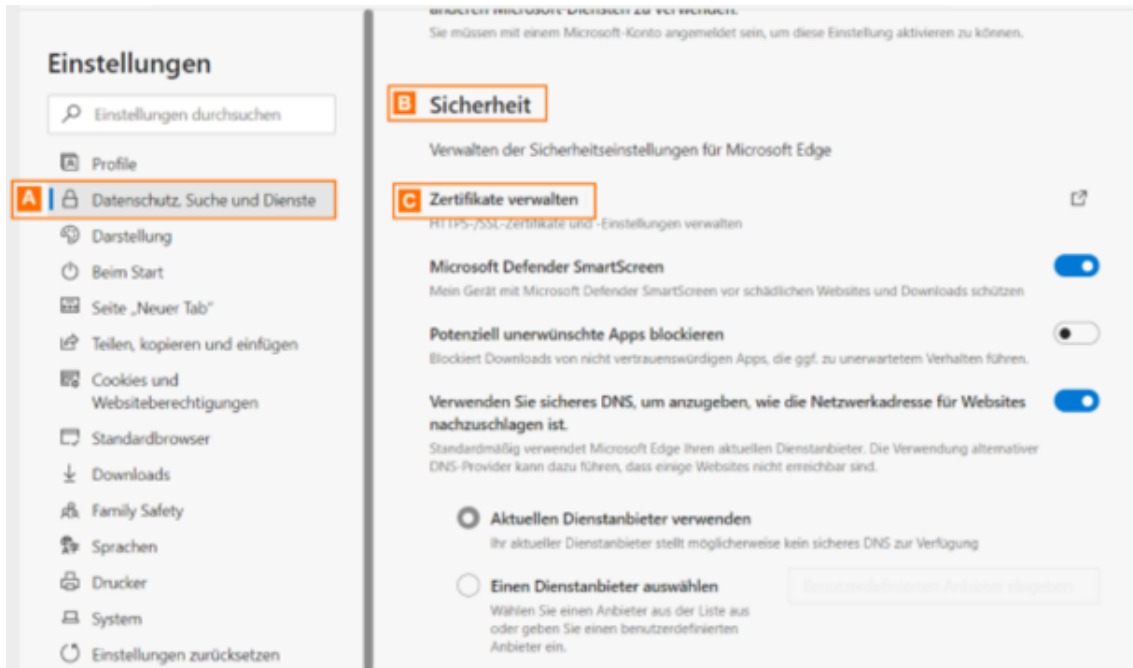 Einstellungen
Einstellungen durchsuchen
Profile
A Datenschutz, Suche und Dienste
Darstellung
Beim Start
Seite „Neuer Tab“
Teilen, kopieren und einfügen
Cookies und
Websiteberechtigungen
Standardbrowser
Downloads
Family Safety
Sprachen
Drucker
System
Einstellungen zurücksetzen
anderen Microsoft-Diensten zu verwenden.
Sie müssen mit einem Microsoft-Konto angemeldet sein, um diese Einstellung aktivieren zu können.
B Sicherheit
Verwalten der Sicherheitseinstellungen für Microsoft Edge
C Zertifikate verwalten
HTTPS-/SSL-Zertifikate und -Einstellungen verwalten
Microsoft Defender SmartScreen
Mein Gerät mit Microsoft Defender SmartScreen vor schädlichen Websites und Downloads schützen
Potenziell unerwünschte Apps blockieren
Blockiert Downloads von nicht vertrauenswürdigen Apps, die ggf. zu unerwartetem Verhalten führen.
Verwenden Sie sicheres DNS, um anzugeben, wie die Netzwerkadresse für Websites
nachzuschlagen ist.
Standardmäßig verwendet Microsoft Edge Ihren aktuellen Dienstanbieter. Die Verwendung alternativer
DNS-Provider kann dazu führen, dass einige Websites nicht erreichbar sind.
Aktuellen Dienstanbieter verwenden
Ihr aktueller Dienstanbieter stellt möglicherweise kein sicheres DNS zur Verfügung
Einen Dienstanbieter auswählen
Wählen Sie einen Anbieter aus der Liste aus
oder geben Sie einen benutzerdefinierten
Anbieter ein.
Benutzerdefinierten Anbieter eingeben